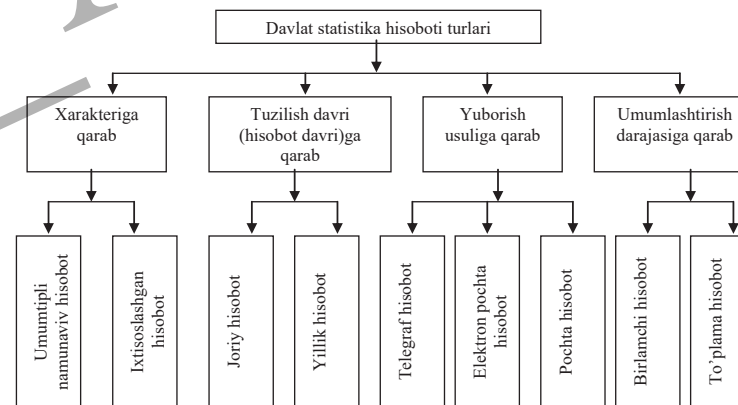 Davlat statistika hisoboti turlari
Xarakteriga
qarab
Tuzilish davri
(hisobot davri)ga
qarab
Yuborish
usuliga qarab
Umumlashtirish
darajasiga qarab
Umumtipli
namunaviv hisobot
Ixtisoslashgan
hisobot
Joriy hisobot
Yillik hisobot
Telegraf hisobot
Elektron pochta
hisobot
Pochta hisobot
Birlamchi hisobot
To’plama hisobot